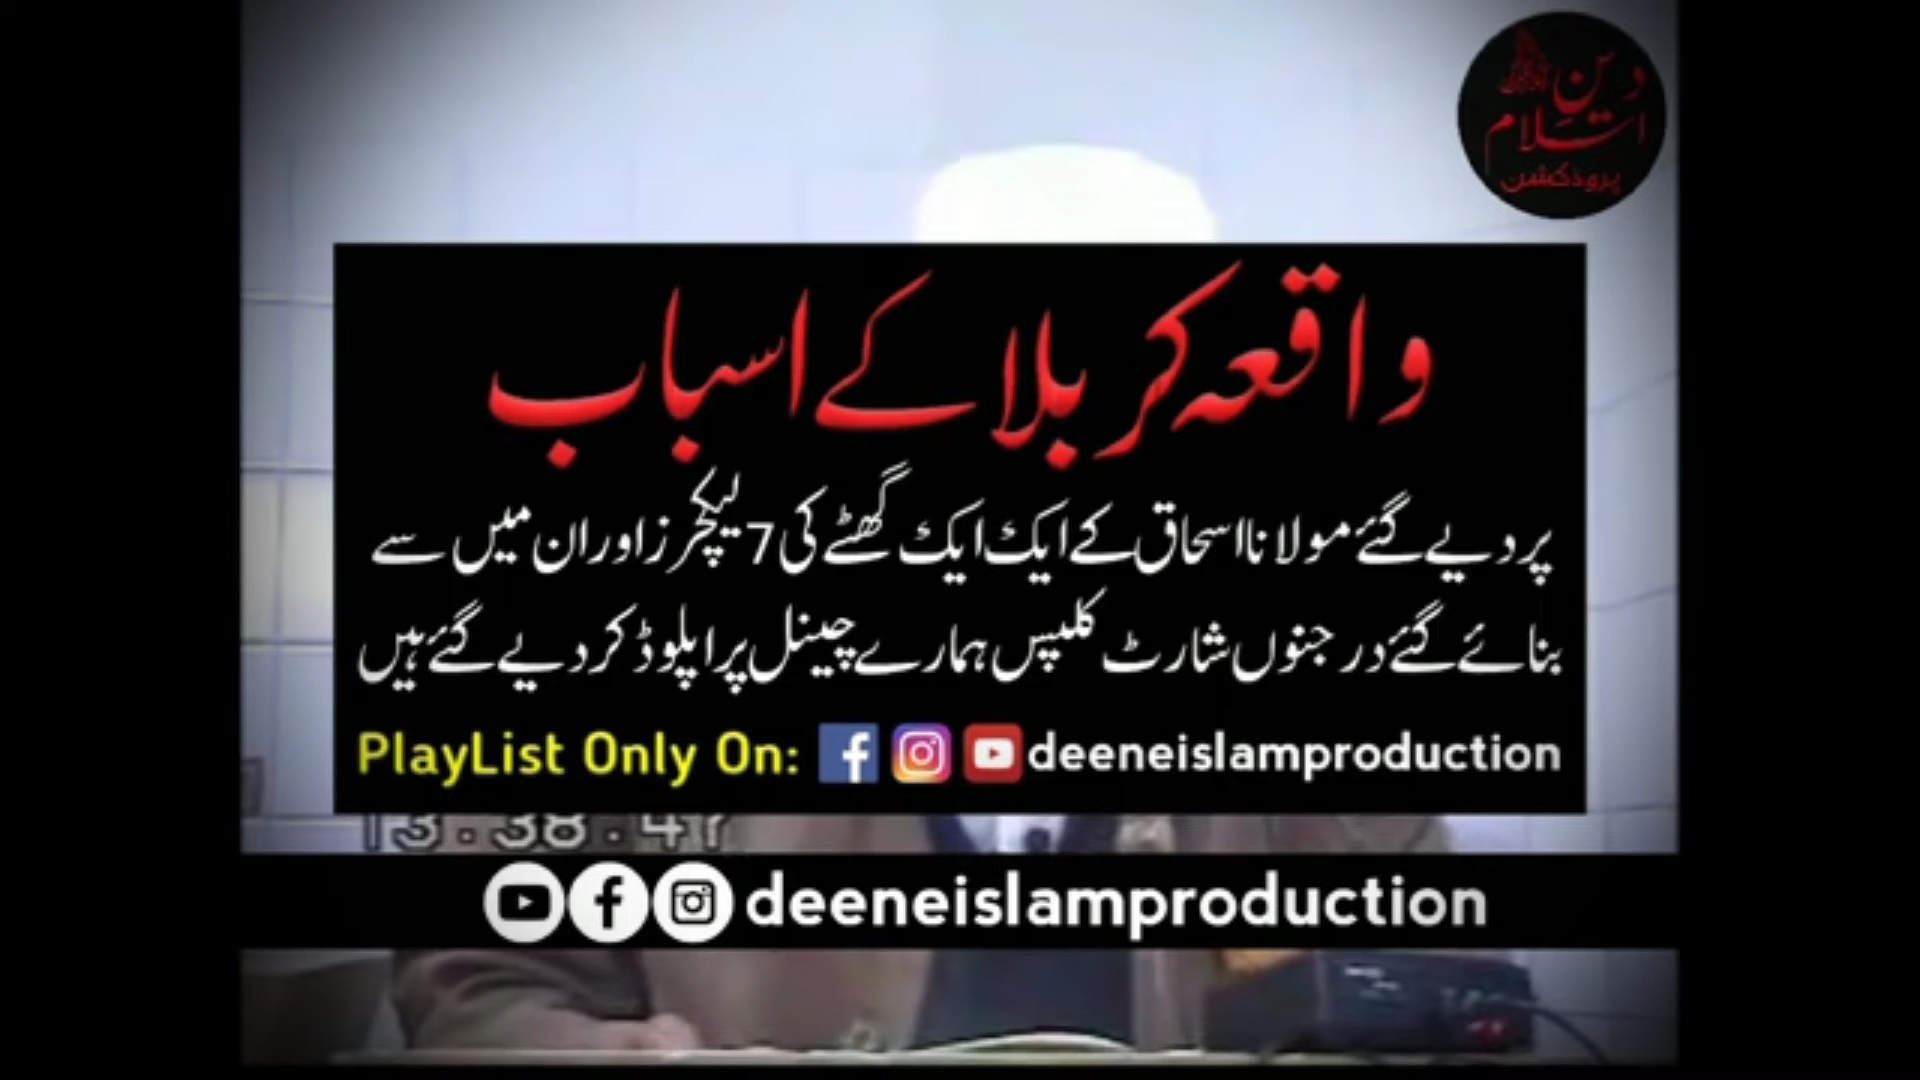 دین
اسلام
پروڈکشن
واقعہ کربلا کے اسباب
پر دیے گئے مولانا اسحاق کے ایک ایک گھٹے کی 7 لیکچرز اور ان میں سے
بنائے گئے درجنوں شارٹ کلپس ہمارے چینل پر اپلوڈ کر دیے گئے ہیں
PlayList Only On: deeneislamproduction
13:38:47
deeneislamproduction